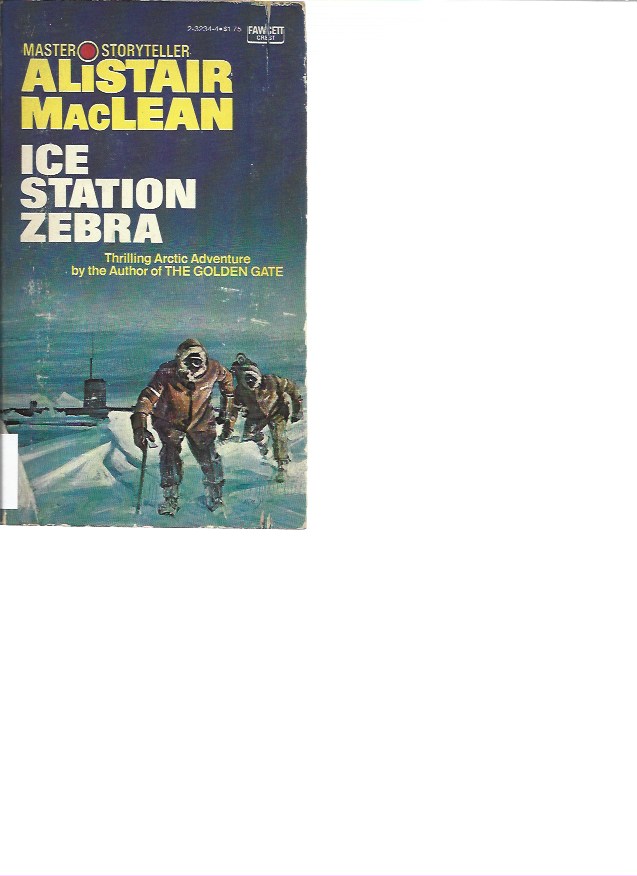 2-3234-4•$1.75
FAWCETT
CREST
MASTER STORYTELLER
ALiSTAIR
MACLEAN
ICE
STATION
ZEBRA
Thrilling Arctic Adventure
by the Author of THE GOLDEN GATE